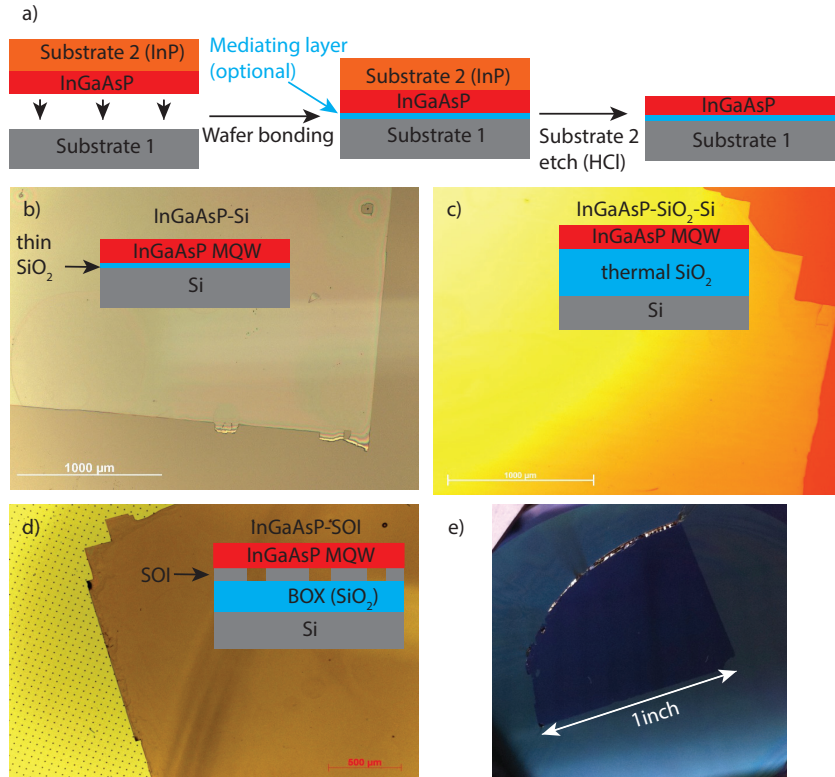 a)
Substrate 2 (InP)
InGaAsP
Substrate 1
Wafer bonding
Mediating layer
(optional)
Substrate 2 (InP)
InGaAsP
Substrate 1
Substrate 2
etch (HCl)
InGaAsP
Substrate 1
b)
InGaAsP-Si
thin
SiO₂
InGaAsP MQW
Si
1000 µm
c)
InGaAsP-SiO₂-Si
InGaAsP MQW
thermal SiO₂
Si
1000 µm
d)
InGaAsP-SOI
InGaAsP MQW
SOI
BOX (SiO₂)
Si
500 µm
e)
1inch